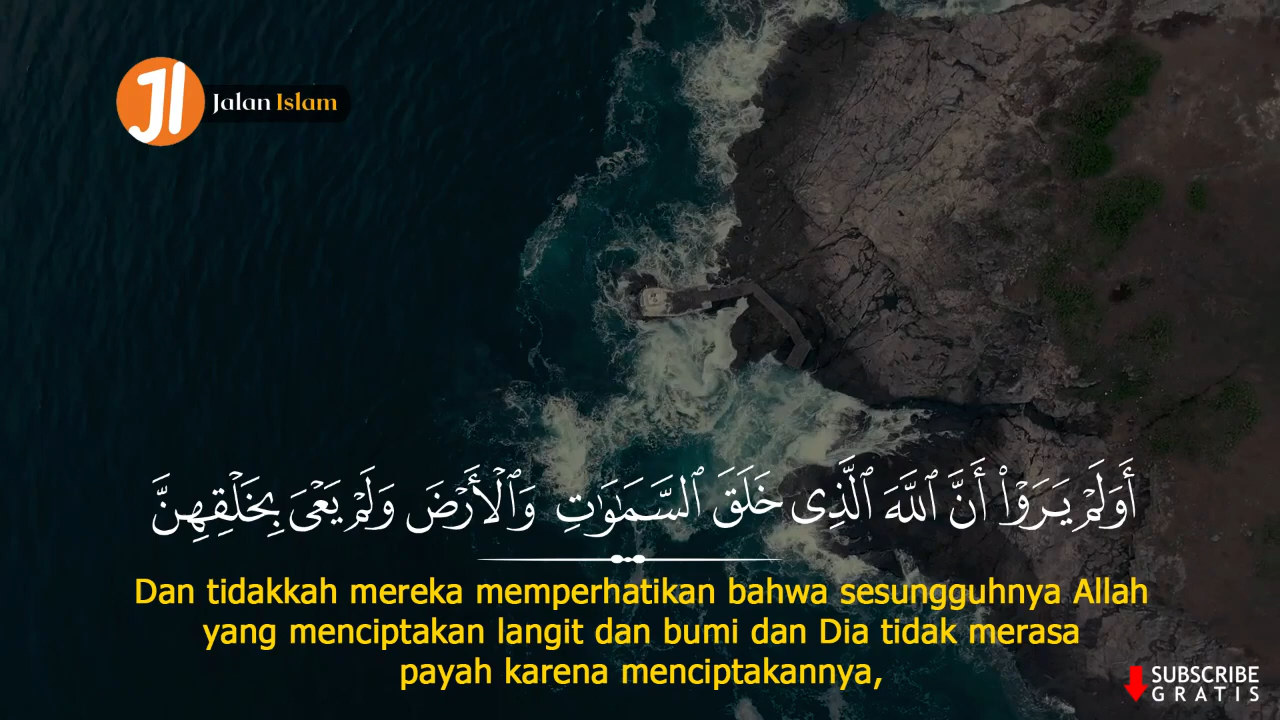 JI
Jalan Islam
أَوَلَمْ يَرَوْا۟ أَنَّ ٱللَّهَ ٱلَّذِى خَلَقَ ٱلسَّمَـٰوَٰتِ وَٱلْأَرْضَ وَلَمْ يَعْىَ بِخَلْقِهِنَّ
Dan tidakkah mereka memperhatikan bahwa sesungguhnya Allah
yang menciptakan langit dan bumi dan Dia tidak merasa
payah karena menciptakannya,
SUBSCRIBE
GRATIS